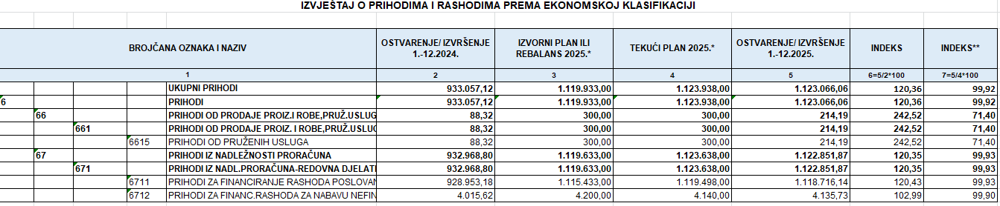 IZVJEŠTAJ O PRIHODIMA I RASHODIMA PREMA EKONOMSKOJ KLASIFIKACIJI
BROJČANA OZNAKA I NAZIV OSTVARENJE/ IZVRŠENJE 1.-12.2024. IZVORNI PLAN ILI REBALANS 2025.* TEKUĆI PLAN 2025.* OSTVARENJE/ IZVRŠENJE 1.-12.2025. INDEKS INDEKS**
1 2 3 4 5 6=5/2*100 7=5/4*100
UKUPNI PRIHODI 933.057,12 1.119.933,00 1.123.938,00 1.123.066,06 120,36 99,92
6 PRIHODI 933.057,12 1.119.933,00 1.123.938,00 1.123.066,06 120,36 99,92
66 PRIHODI OD PRODAJE PROIZ.I ROBE,PRUŽ.USLUG 88,32 300,00 300,00 214,19 242,52 71,40
661 PRIHODI OD PRODAJE PROIZ. I ROBE,PRUŽ.USLUG 88,32 300,00 300,00 214,19 242,52 71,40
6615 PRIHODI OD PRUŽENIH USLUGA 88,32 300,00 300,00 214,19 242,52 71,40
67 PRIHODI IZ NADLEŽNOSTI PRORAČUNA 932.968,80 1.119.633,00 1.123.638,00 1.122.851,87 120,35 99,93
671 PRIHODI IZ NADL.PRORAČUNA-REDOVNA DJELATI 932.968,80 1.119.633,00 1.123.638,00 1.122.851,87 120,35 99,93
6711 PRIHODI ZA FINANCIRANJE RASHODA POSLOVAN 928.953,18 1.115.433,00 1.119.498,00 1.118.716,14 120,43 99,93
6712 PRIHODI ZA FINANC.RASHODA ZA NABAVU NEFIN 4.015,62 4.200,00 4.140,00 4.135,73 102,99 99,90